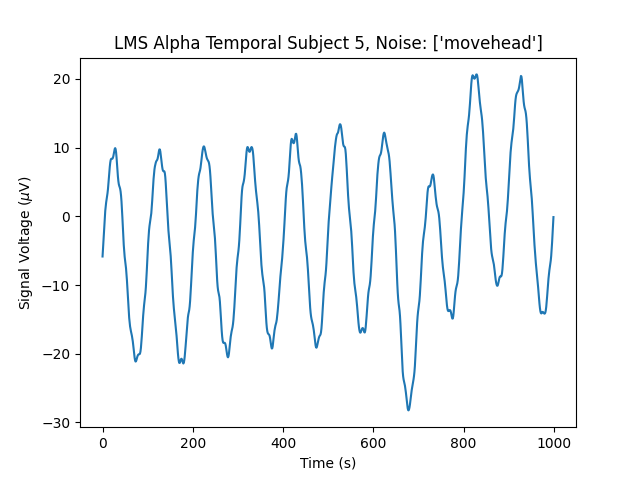 LMS Alpha Temporal Subject 5, Noise: ['movehead']
Signal Voltage (μV)
20
10
0
−10
−20
−30
0 200 400 600 800 1000
Time (s)